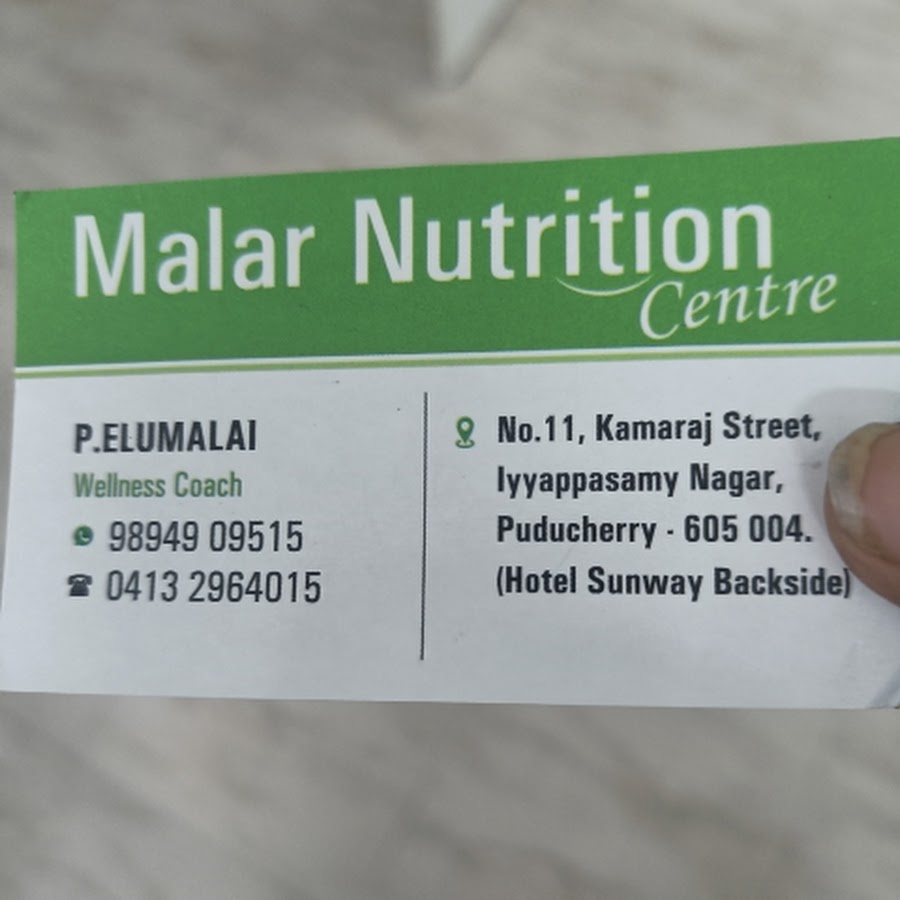 Malar Nutrition
Centre
P.ELUMALAI
Wellness Coach
98949 09515
0413 2964015
No.11, Kamaraj Street,
Iyyappasamy Nagar,
Puducherry - 605 004.
(Hotel Sunway Backside)